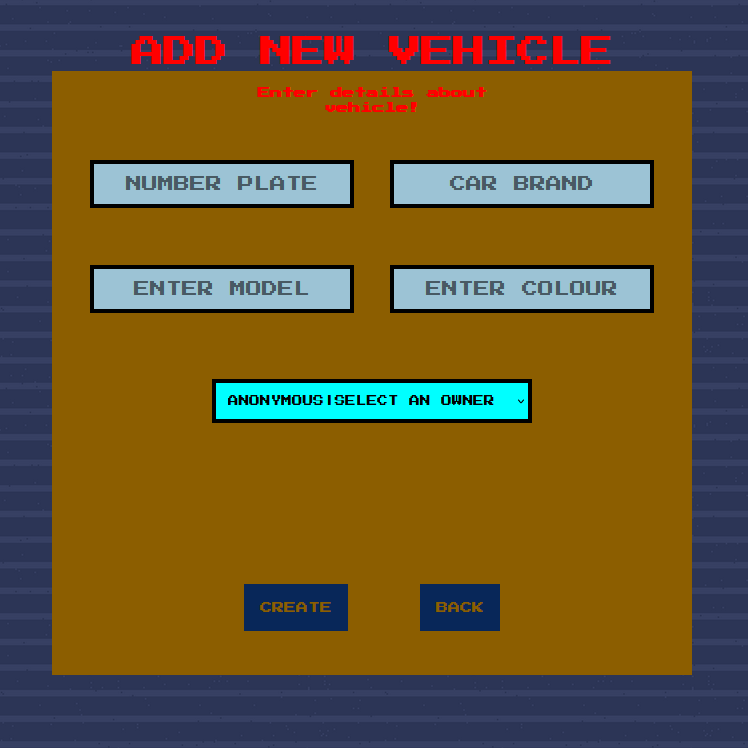 ADD NEW VEHICLE
Enter details about
vehicle!
NUMBER PLATE
CAR BRAND
ENTER MODEL
ENTER COLOUR
ANONYMOUS|SELECT AN OWNER
CREATE
BACK